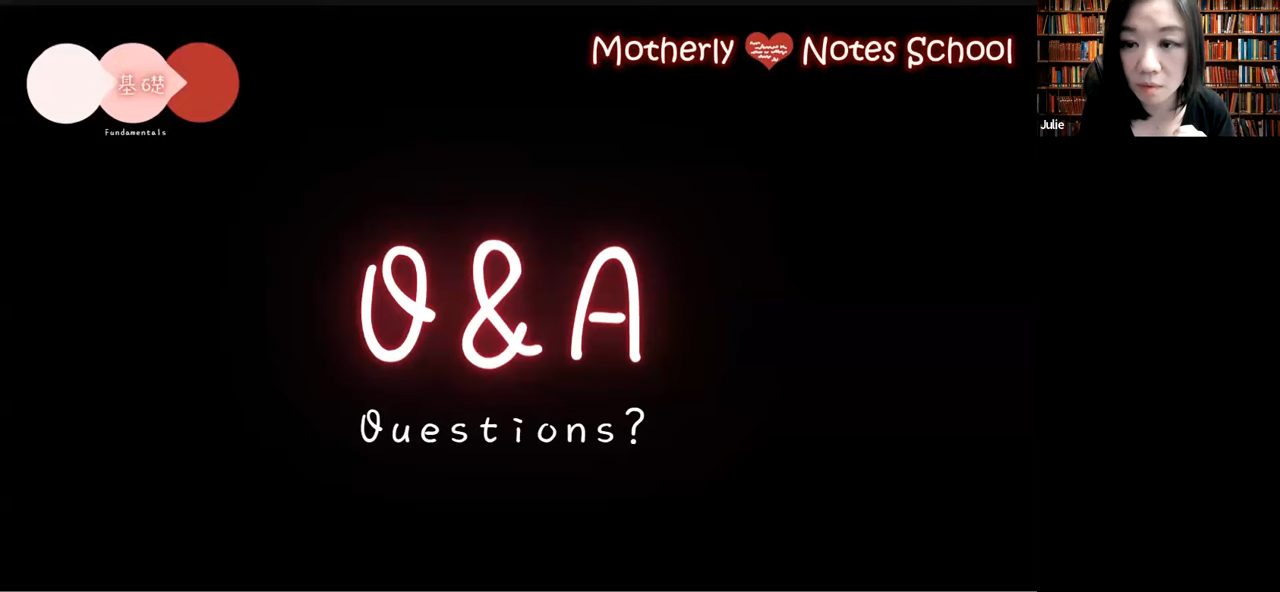 Motherly Notes School
基礎
Fundamentals
Julie
Q&A
Questions?